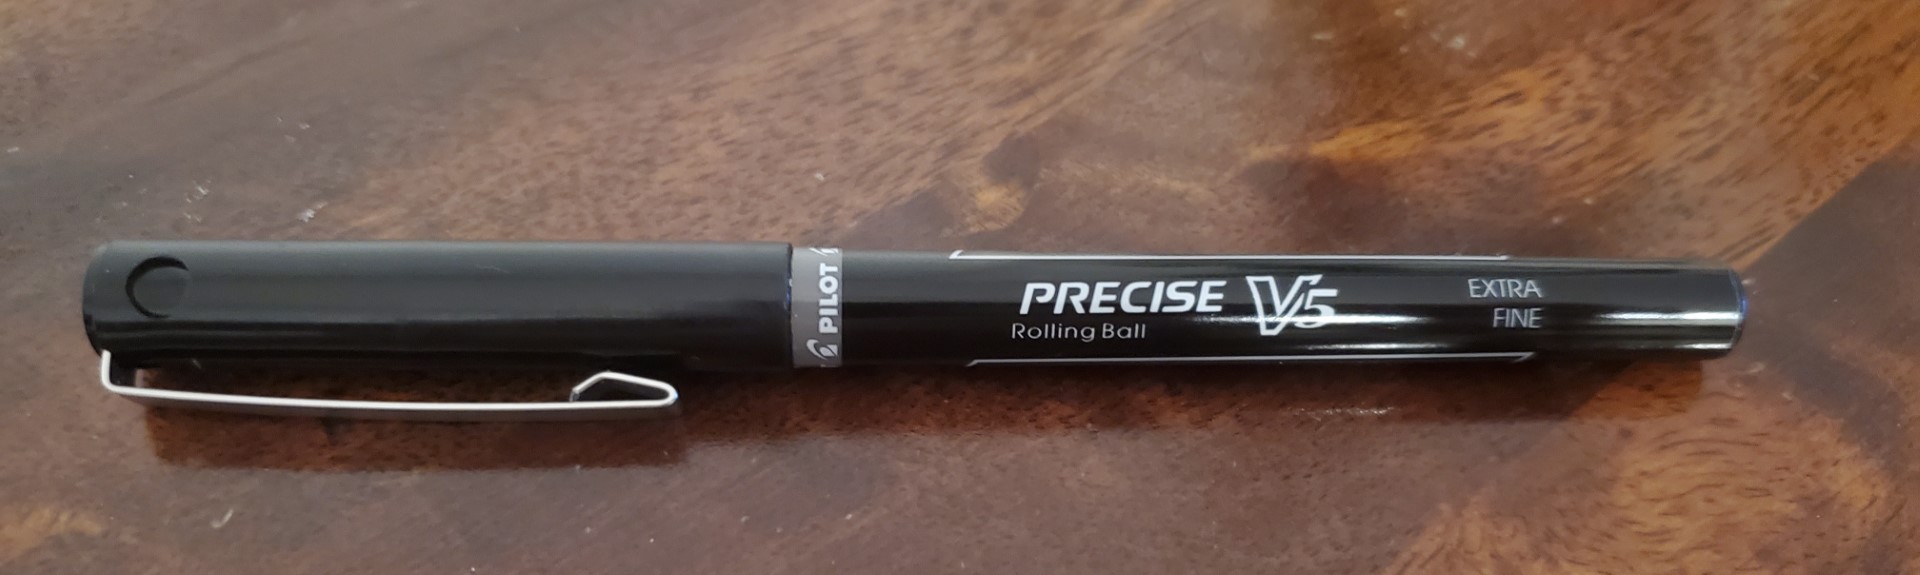 PILOT
PRECISE V5
Rolling Ball
EXTRA
FINE